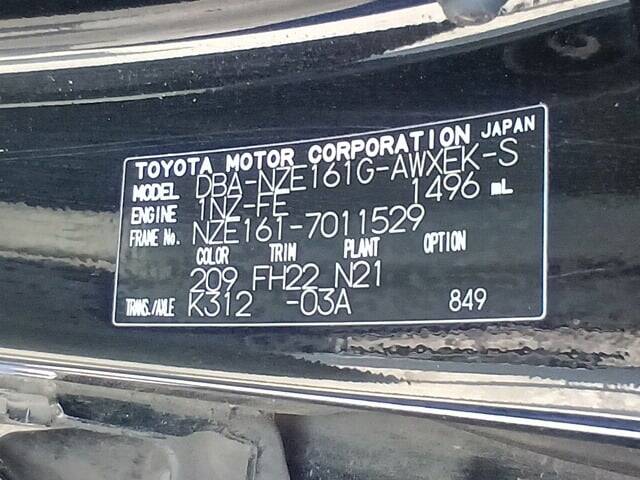 TOYOTA MOTOR CORPORATION JAPAN
MODEL DBA-NZE161G-AWXEK-S
ENGINE 1NZ-FE 1496 mL
FRAME No. NZE161-7011529
COLOR TRIM PLANT OPTION
209 FH22 N21
TRANS./AXLE K312 -03A 849